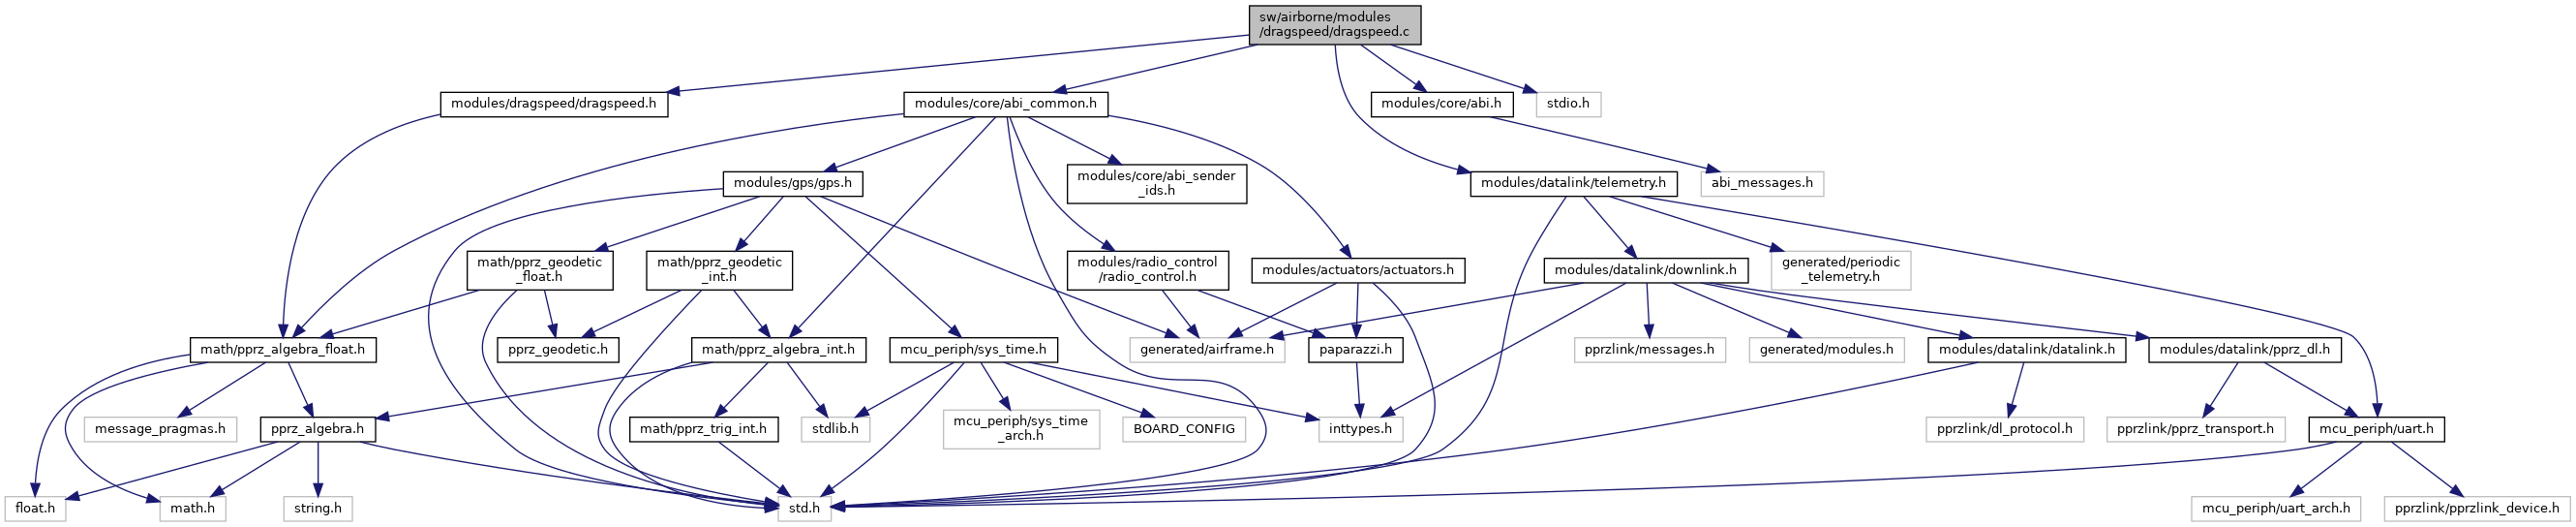 sw/airborne/modules
/dragspeed/dragspeed.c
modules/dragspeed/dragspeed.h
modules/core/abi_common.h
modules/core/abi.h
stdio.h
modules/gps/gps.h
modules/core/abi_sender
_ids.h
modules/datalink/telemetry.h
abi_messages.h
math/pprz_geodetic
_float.h
math/pprz_geodetic
_int.h
modules/radio_control
/radio_control.h
modules/actuators/actuators.h
modules/datalink/downlink.h
generated/periodic
_telemetry.h
math/pprz_algebra_float.h
pprz_geodetic.h
math/pprz_algebra_int.h
mcu_periph/sys_time.h
generated/airframe.h
paparazzi.h
pprzlink/messages.h
generated/modules.h
modules/datalink/datalink.h
modules/datalink/pprz_dl.h
message_pragmas.h
pprz_algebra.h
math/pprz_trig_int.h
stdlib.h
mcu_periph/sys_time
_arch.h
BOARD_CONFIG
inttypes.h
pprzlink/dl_protocol.h
pprzlink/pprz_transport.h
mcu_periph/uart.h
float.h
math.h
string.h
std.h
mcu_periph/uart_arch.h
pprzlink/pprzlink_device.h